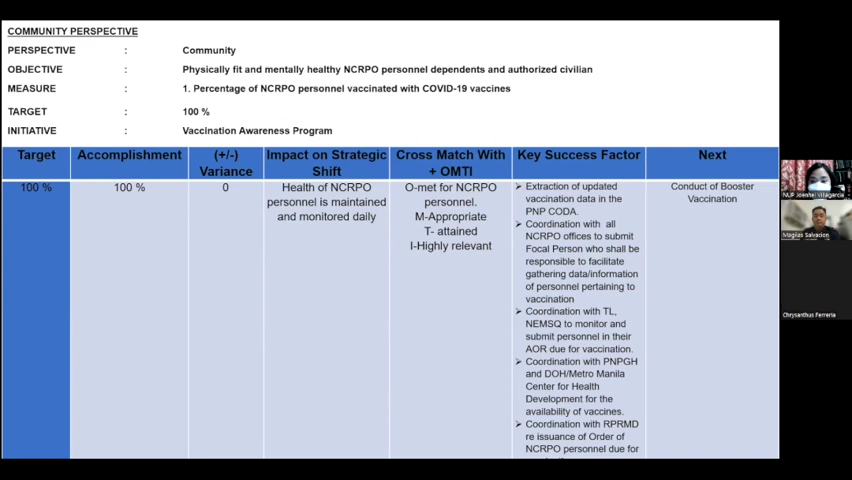 COMMUNITY PERSPECTIVE
PERSPECTIVE : Community
OBJECTIVE : Physically fit and mentally healthy NCRPO personnel dependents and authorized civilian
MEASURE : 1. Percentage of NCRPO personnel vaccinated with COVID-19 vaccines
TARGET : 100 %
INITIATIVE : Vaccination Awareness Program
Target
Accomplishment
(+/-)
Variance
Impact on Strategic
Shift
Cross Match With
+ OMTI
Key Success Factor
Next
100 %
100 %
0
Health of NCRPO
personnel is maintained
and monitored daily
O-met for NCRPO
personnel.
M-Appropriate
T- attained
I-Highly relevant
➢ Extraction of updated
vaccination data in the
PNP CODA.
➢ Coordination with all
NCRPO offices to submit
Focal Person who shall be
responsible to facilitate
gathering data/information
of personnel pertaining to
vaccination
➢ Coordination with TL,
NEMSQ to monitor and
submit personnel in their
AOR due for vaccination.
➢ Coordination with PNPGH
and DOH/Metro Manila
Center for Health
Development for the
availability of vaccines.
➢ Coordination with RPRMD
re issuance of Order of
NCRPO personnel due for
Conduct of Booster
Vaccination
NUP Joenhel Villagarcia
Magilas Salvacion
Chrysanthus Ferreria